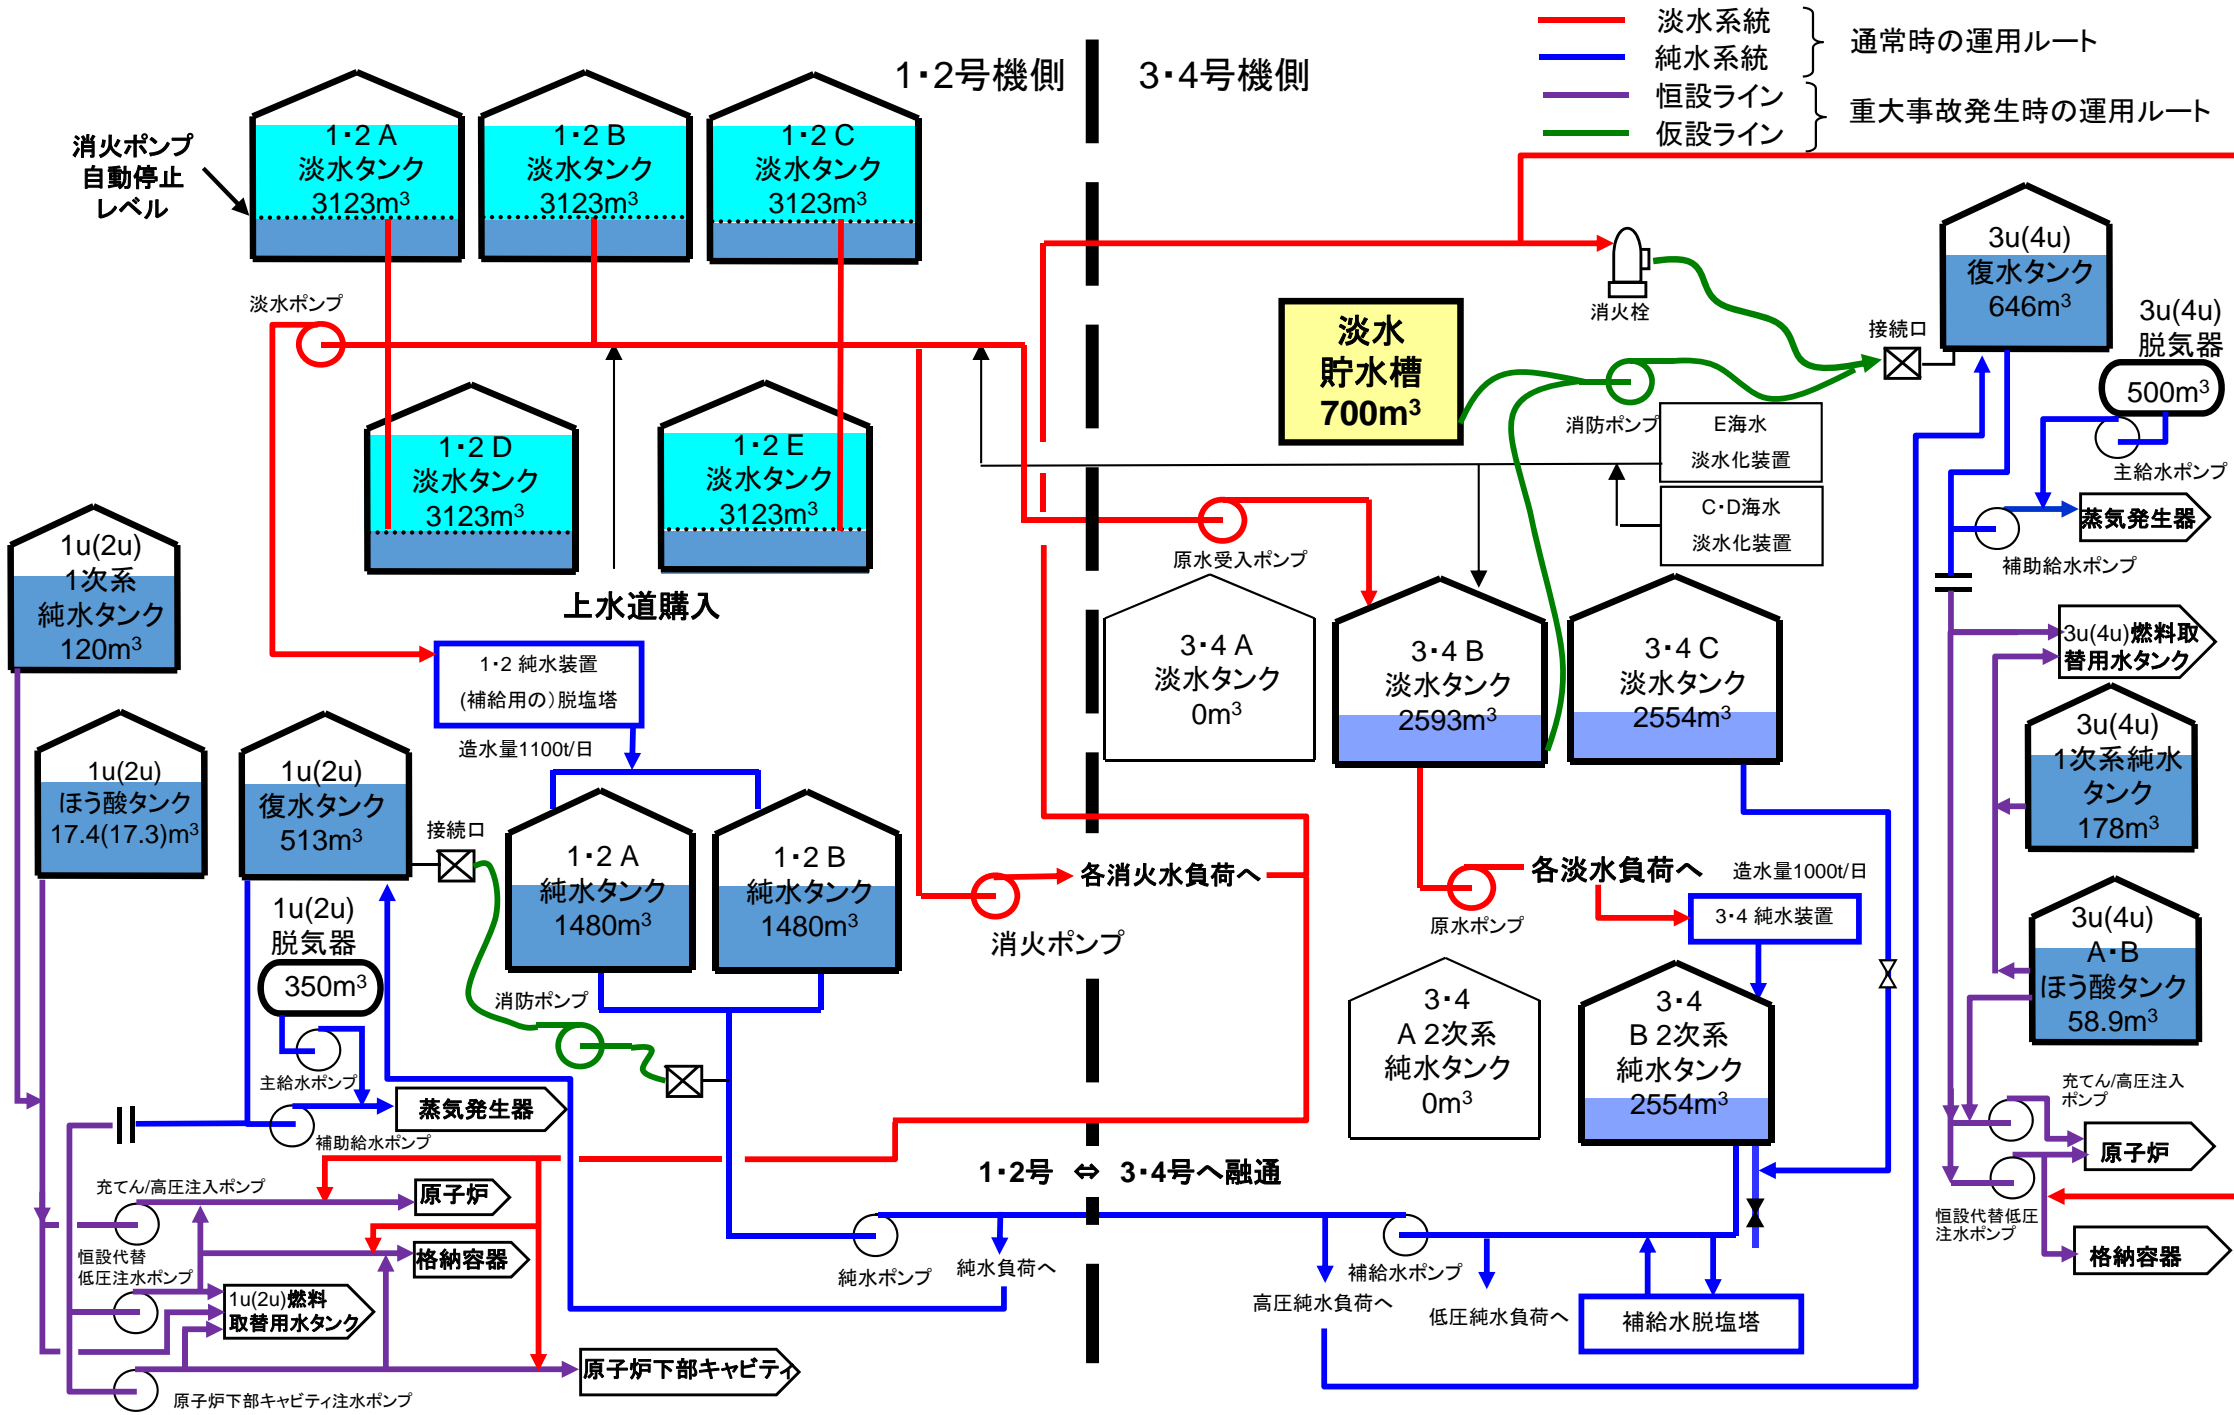 1・2号機側
3・4号機側
淡水系統
純水系統
通常時の運用ルート
恒設ライン
仮設ライン
重大事故発生時の運用ルート
消火ポンプ
自動停止
レベル
1・2 A
淡水タンク
3123m³
1・2 B
淡水タンク
3123m³
1・2 C
淡水タンク
3123m³
淡水ポンプ
1・2 D
淡水タンク
3123m³
1・2 E
淡水タンク
3123m³
上水道購入
1u(2u)
1次系
純水タンク
120m³
1・2 純水装置
(補給用の)脱塩塔
造水量1100t/日
1u(2u)
ほう酸タンク
17.4(17.3)m³
1u(2u)
復水タンク
513m³
接続口
1・2 A
純水タンク
1480m³
1・2 B
純水タンク
1480m³
1u(2u)
脱気器
350m³
消防ポンプ
主給水ポンプ
蒸気発生器
補助給水ポンプ
充てん/高圧注入ポンプ
原子炉
恒設代替
低圧注水ポンプ
格納容器
1u(2u)燃料
取替用水タンク
原子炉下部キャビティ
原子炉下部キャビティ注水ポンプ
消火ポンプ
各消火水負荷へ
1・2号 ⇔ 3・4号へ融通
純水ポンプ
純水負荷へ
淡水
貯水槽
700m³
消火栓
接続口
消防ポンプ
E海水
淡水化装置
C・D海水
淡水化装置
3u(4u)
復水タンク
646m³
3u(4u)
脱気器
500m³
主給水ポンプ
蒸気発生器
補助給水ポンプ
原水受入ポンプ
3・4 A
淡水タンク
0m³
3・4 B
淡水タンク
2593m³
3・4 C
淡水タンク
2554m³
3u(4u)燃料取
替用水タンク
3u(4u)
1次系純水
タンク
178m³
各淡水負荷へ
造水量1000t/日
原水ポンプ
3・4 純水装置
3u(4u)
A・B
ほう酸タンク
58.9m³
3・4
A 2次系
純水タンク
0m³
3・4
B 2次系
純水タンク
2554m³
充てん/高圧注入
ポンプ
原子炉
恒設代替低圧
注水ポンプ
格納容器
高圧純水負荷へ
補給水ポンプ
低圧純水負荷へ
補給水脱塩塔